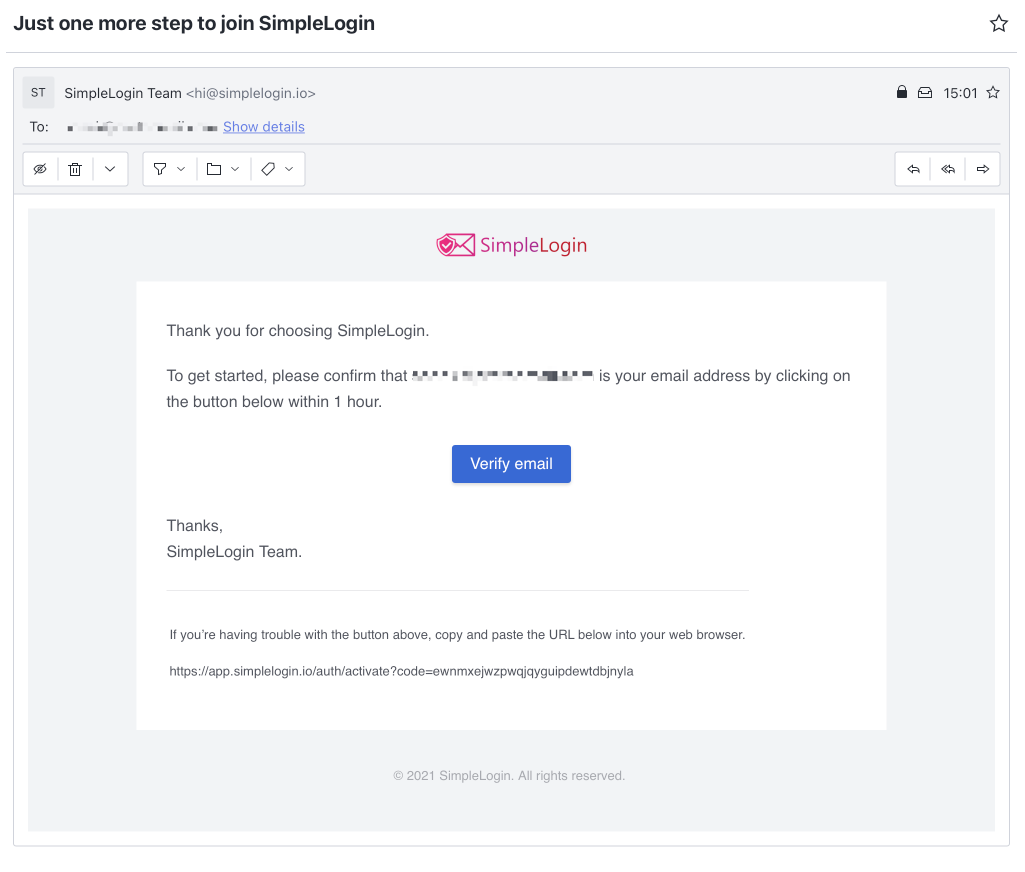 Just one more step to join SimpleLogin
ST SimpleLogin Team <hi@simplelogin.io> 15:01
To: Show details
SimpleLogin
Thank you for choosing SimpleLogin.
To get started, please confirm that is your email address by clicking on
the button below within 1 hour.
Verify email
Thanks,
SimpleLogin Team.
If you’re having trouble with the button above, copy and paste the URL below into your web browser.
https://app.simplelogin.io/auth/activate?code=ewnmxejwzpwqjqyguipdewtdbjnyla
© 2021 SimpleLogin. All rights reserved.